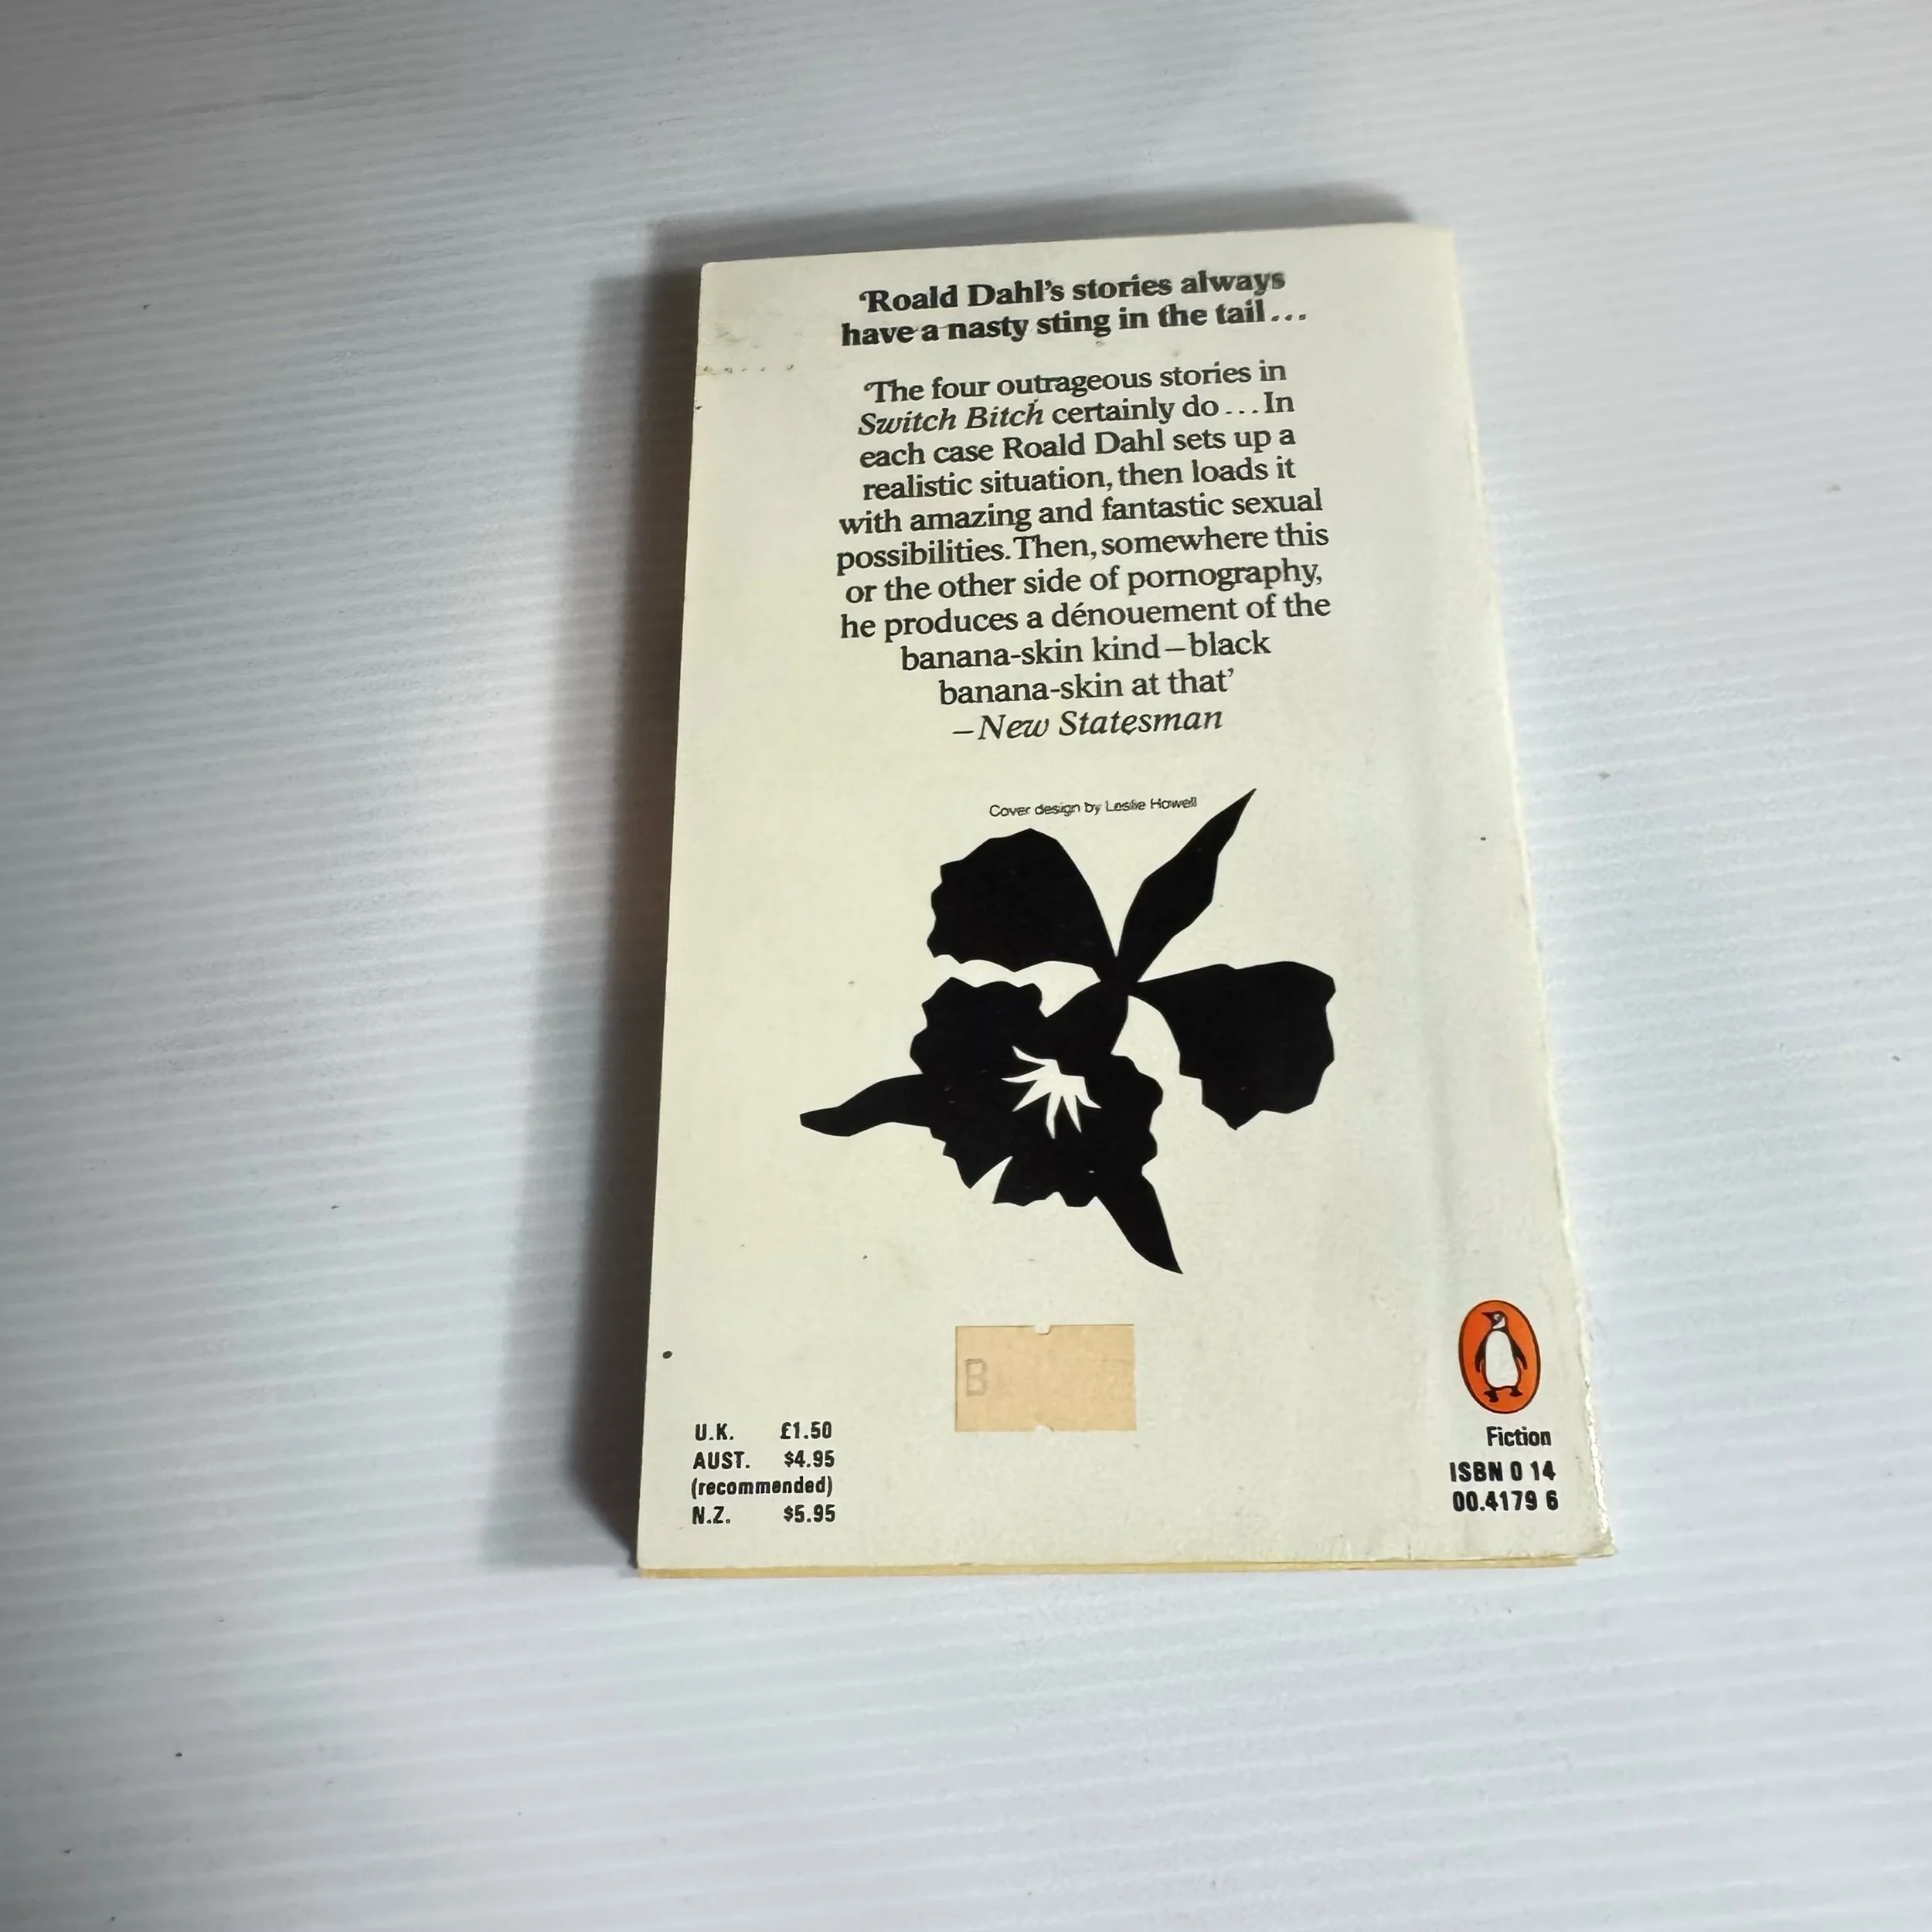 ‘Roald Dahl’s stories always
have a nasty sting in the tail...
‘The four outrageous stories in
Switch Bitch certainly do...In
each case Roald Dahl sets up a
realistic situation, then loads it
with amazing and fantastic sexual
possibilities. Then, somewhere this
or the other side of pornography,
he produces a dénouement of the
banana-skin kind–black
banana-skin at that’
–New Statesman
Cover design by Leslie Howell
B
U.K. £1.50
AUST. $4.95
(recommended)
N.Z. $5.95
Fiction
ISBN 0 14
00.4179 6